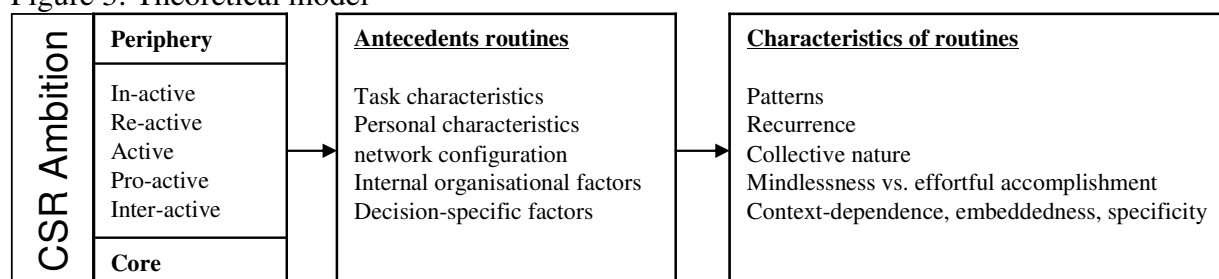 Figure 3: Theoretical model
CSR Ambition
Periphery
In-active
Re-active
Active
Pro-active
Inter-active
Core
Antecedents routines
Task characteristics
Personal characteristics
network configuration
Internal organisational factors
Decision-specific factors
Characteristics of routines
Patterns
Recurrence
Collective nature
Mindlessness vs. effortful accomplishment
Context-dependence, embeddedness, specificity